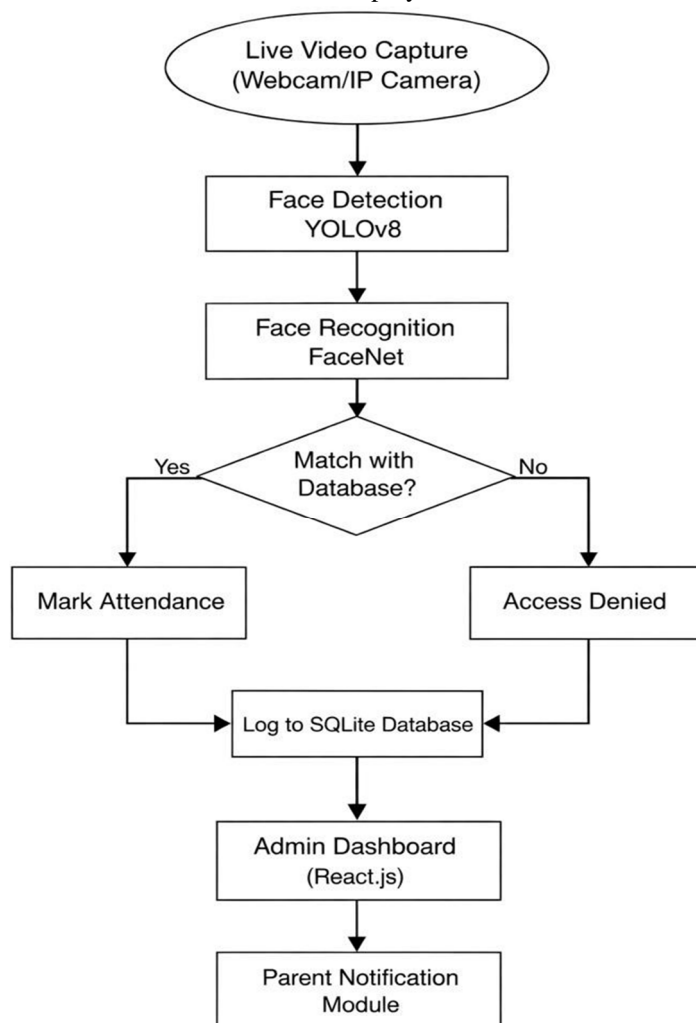 Live Video Capture
(Webcam/IP Camera)
Face Detection
YOLOv8
Face Recognition
FaceNet
Match with
Database?
Yes
No
Mark Attendance
Access Denied
Log to SQLite Database
Admin Dashboard
(React.js)
Parent Notification
Module